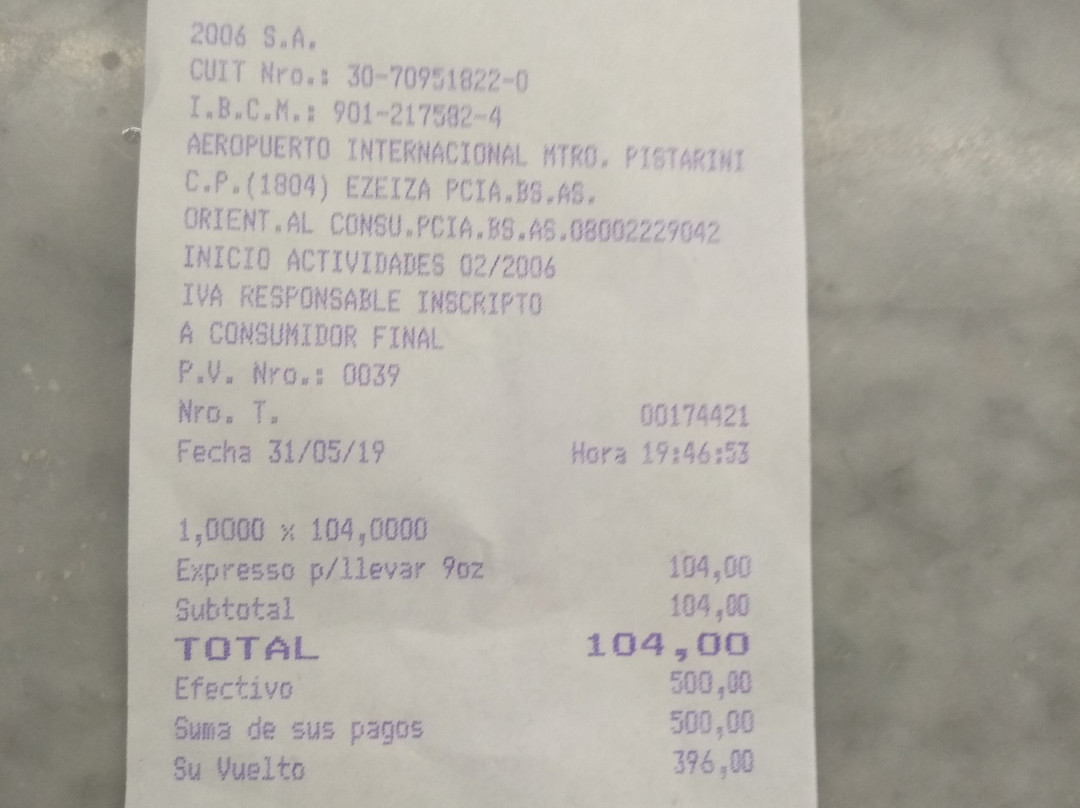 2006 S.A.
CUIT Nro.: 30-70951822-0
I.B.C.M.: 901-217582-4
AEROPUERTO INTERNACIONAL MTRO. PISTARINI
C.P.(1804) EZEIZA PCIA.BS.AS.
ORIENT.AL CONSU.PCIA.BS.AS.08002229042
INICIO ACTIVIDADES 02/2006
IVA RESPONSABLE INSCRIPTO
A CONSUMIDOR FINAL
P.V. Nro.: 0039
Nro. T. 00174421
Fecha 31/05/19 Hora 19:46:53
1,0000 x 104,0000
Expresso p/llevar 9oz 104,00
Subtotal 104,00
TOTAL 104,00
Efectivo 500,00
Suma de sus pagos 500,00
Su Vuelto 396,00